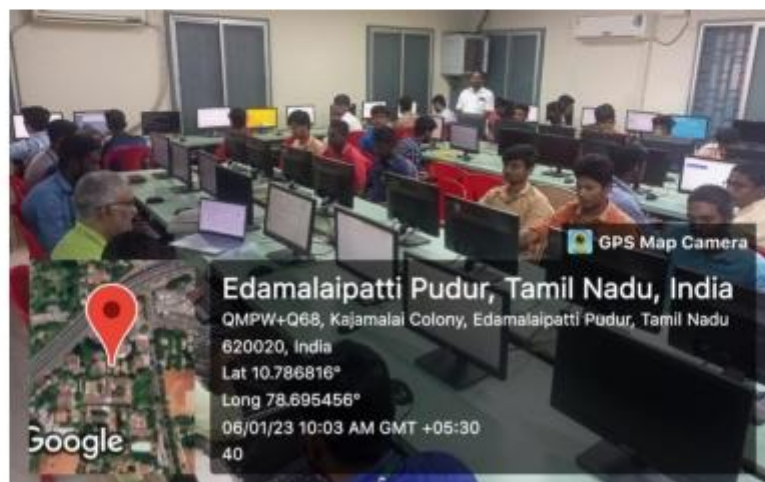 GPS Map Camera
Edamalaipatti Pudur, Tamil Nadu, India
QMPW+Q68, Kajamalai Colony, Edamalaipatti Pudur, Tamil Nadu
620020, India
Lat 10.786816°
Long 78.695456°
06/01/23 10:03 AM GMT +05:30
40
Google